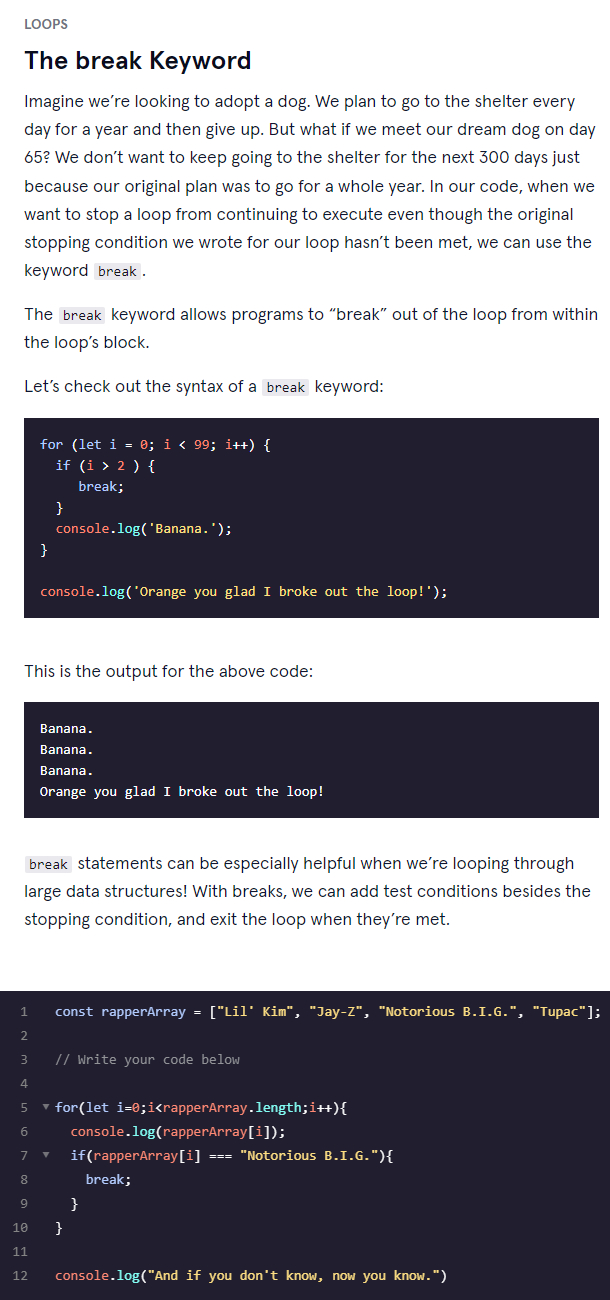 LOOPS
The break Keyword
Imagine we’re looking to adopt a dog. We plan to go to the shelter every
day for a year and then give up. But what if we meet our dream dog on day
65? We don’t want to keep going to the shelter for the next 300 days just
because our original plan was to go for a whole year. In our code, when we
want to stop a loop from continuing to execute even though the original
stopping condition we wrote for our loop hasn’t been met, we can use the
keyword break .
The break keyword allows programs to “break” out of the loop from within
the loop’s block.
Let’s check out the syntax of a break keyword:
for (let i = 0; i < 99; i++) {
  if (i > 2 ) {
     break;
  }
  console.log('Banana.');
}
console.log('Orange you glad I broke out the loop!');
This is the output for the above code:
Banana.
Banana.
Banana.
Orange you glad I broke out the loop!
break statements can be especially helpful when we’re looping through
large data structures! With breaks, we can add test conditions besides the
stopping condition, and exit the loop when they’re met.
1 const rapperArray = ["Lil' Kim", "Jay-Z", "Notorious B.I.G.", "Tupac"];
2
3 // Write your code below
4
5 for(let i=0;i<rapperArray.length;i++){
6   console.log(rapperArray[i]);
7   if(rapperArray[i] === "Notorious B.I.G."){
8     break;
9   }
10 }
11
12 console.log("And if you don't know, now you know.")